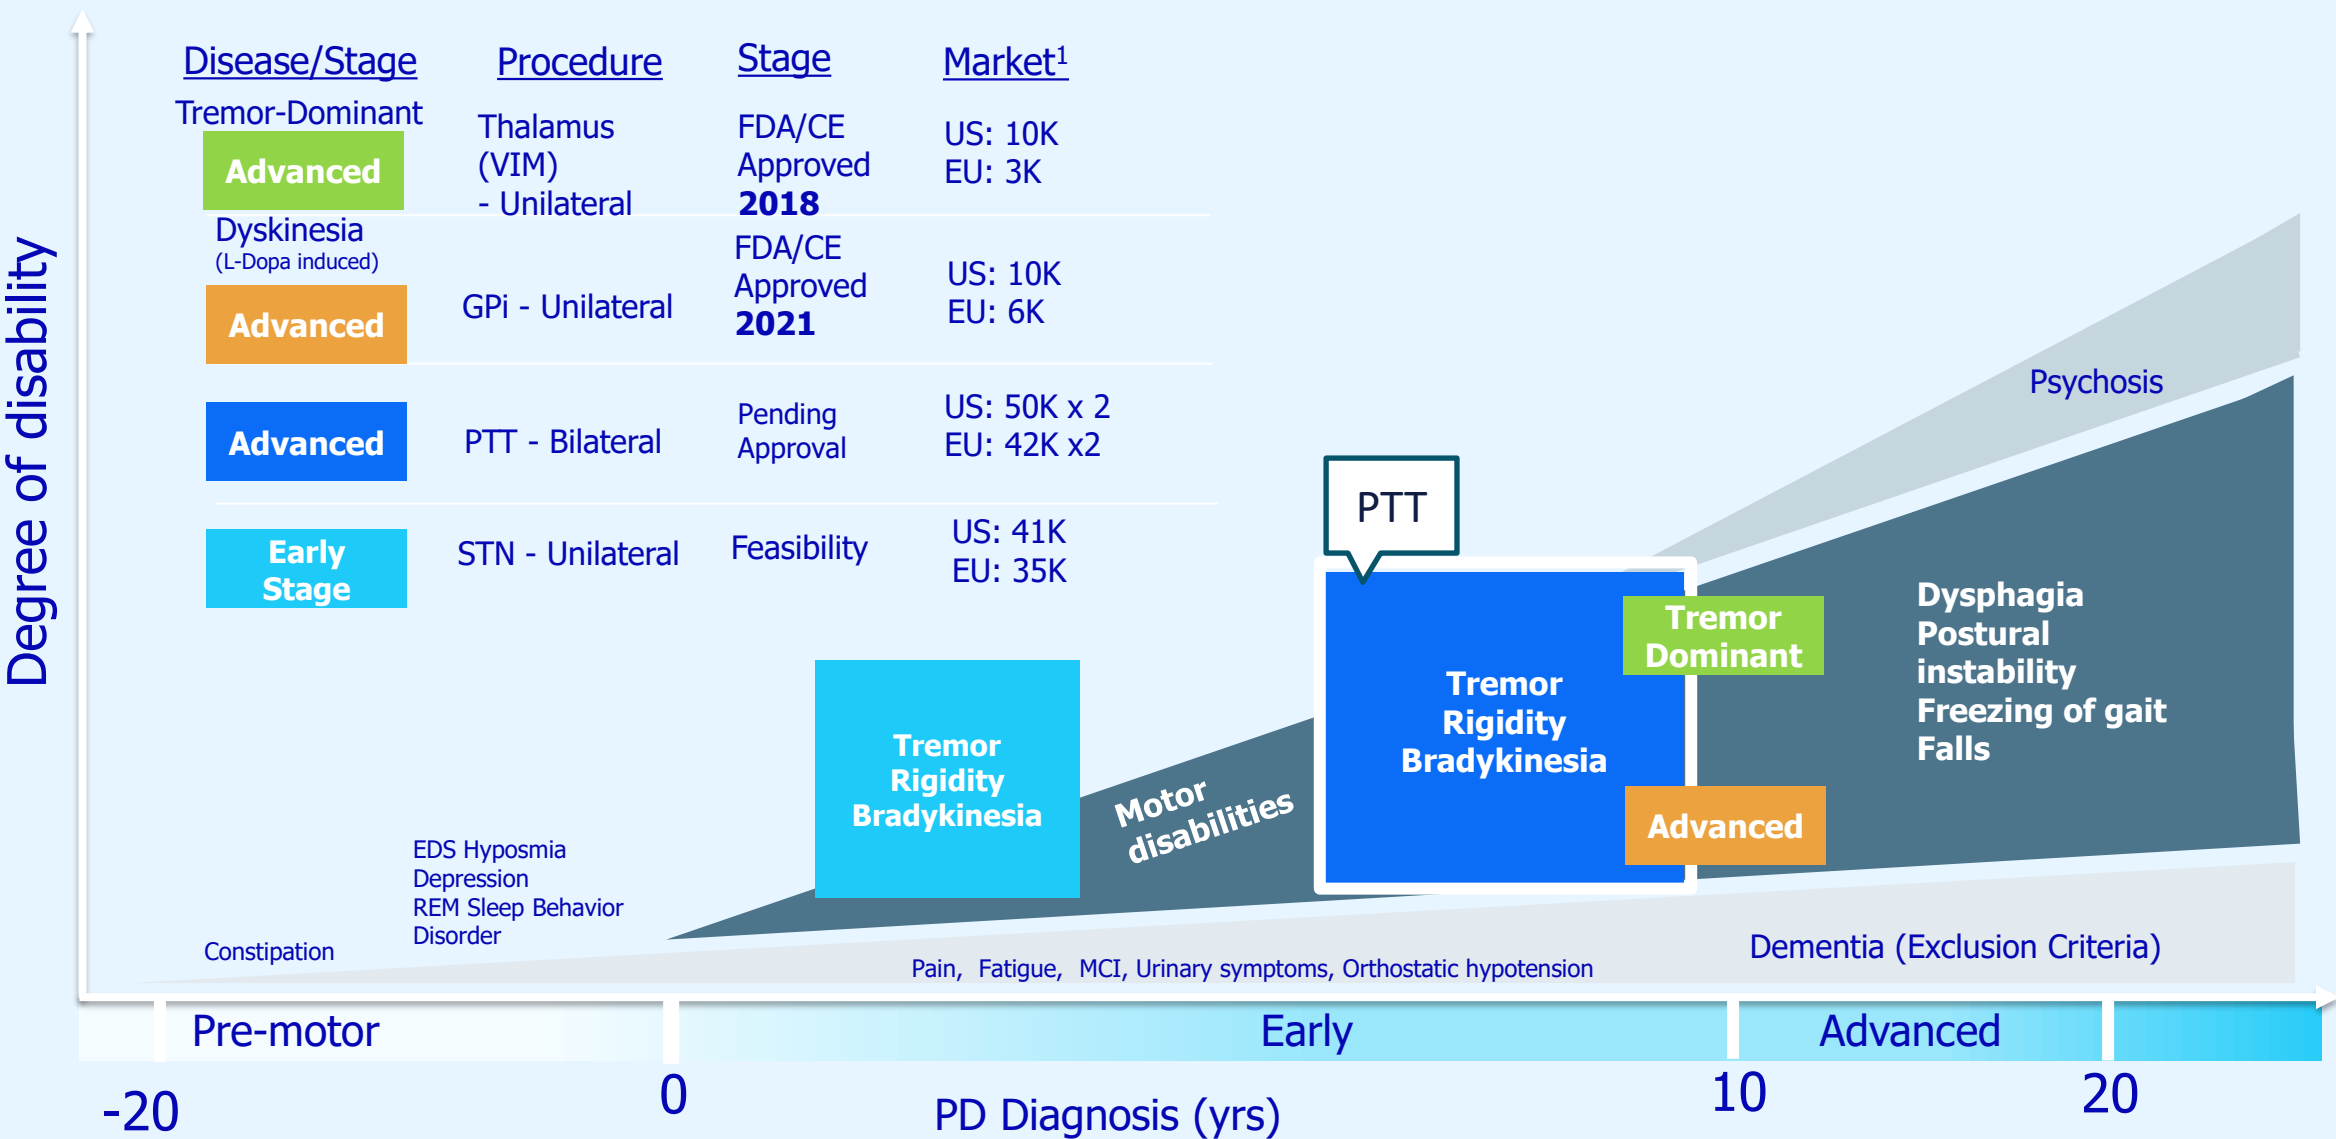 Degree of disability
Disease/Stage
Procedure
Stage
Market1
Tremor-Dominant
Advanced
Thalamus
(VIM)
- Unilateral
FDA/CE
Approved
2018
US: 10K
EU: 3K
Dyskinesia
(L-Dopa induced)
Advanced
GPi - Unilateral
FDA/CE
Approved
2021
US: 10K
EU: 6K
Advanced
PTT - Bilateral
Pending
Approval
US: 50K x 2
EU: 42K x2
Early
Stage
STN - Unilateral
Feasibility
US: 41K
EU: 35K
Psychosis
PTT
Tremor
Rigidity
Bradykinesia
Motor
disabilities
Tremor
Rigidity
Bradykinesia
Tremor
Dominant
Advanced
Dysphagia
Postural
instability
Freezing of gait
Falls
EDS Hyposmia
Depression
REM Sleep Behavior
Disorder
Constipation
Pain, Fatigue, MCI, Urinary symptoms, Orthostatic hypotension
Dementia (Exclusion Criteria)
Pre-motor
Early
Advanced
-20
0
PD Diagnosis (yrs)
10
20